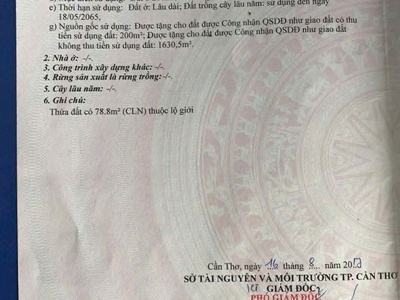 e) Thời hạn sử dụng: Đất ở: Lâu dài; Đất trồng cây lâu năm: sử dụng đến ngày
18/05/2065,
g) Nguồn gốc sử dụng: Được tặng cho đất được Công nhận QSDĐ như giao đất có thu
tiền sử dụng đất: 200m²; Được tặng cho đất được Công nhận QSDĐ như giao đất
không thu tiền sử dụng đất: 1630,5m².
2. Nhà ở: -/-.
3. Công trình xây dựng khác: -/-.
4. Rừng sản xuất là rừng trồng: -/-.
5. Cây lâu năm: -/-.
6. Ghi chú:
Thửa đất có 78.8m² (CLN) thuộc lộ giới
Cần Thơ, ngày 16 tháng 8 năm 20
SỞ TÀI NGUYÊN VÀ MÔI TRƯỜNG TP. CẦN THƠ
GIÁM ĐỐC
PHÓ GIÁM ĐỐC